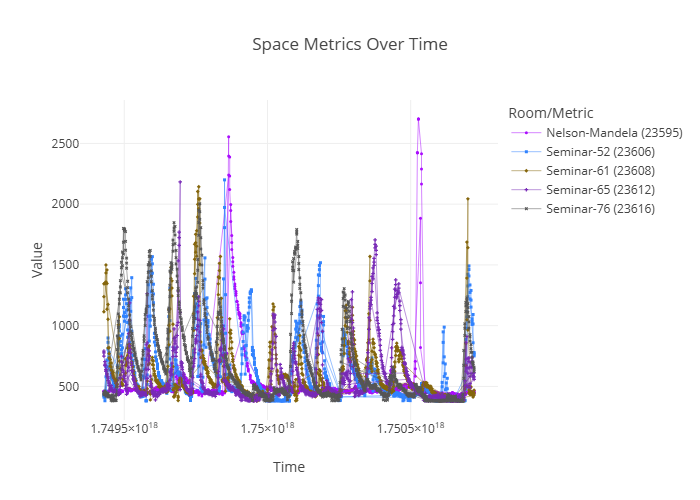 Space Metrics Over Time
Room/Metric
Nelson-Mandela (23595)
Seminar-52 (23606)
Seminar-61 (23608)
Seminar-65 (23612)
Seminar-76 (23616)
Value
2500
2000
1500
1000
500
1.7495×10¹⁸ 1.75×10¹⁸ 1.7505×10¹⁸
Time